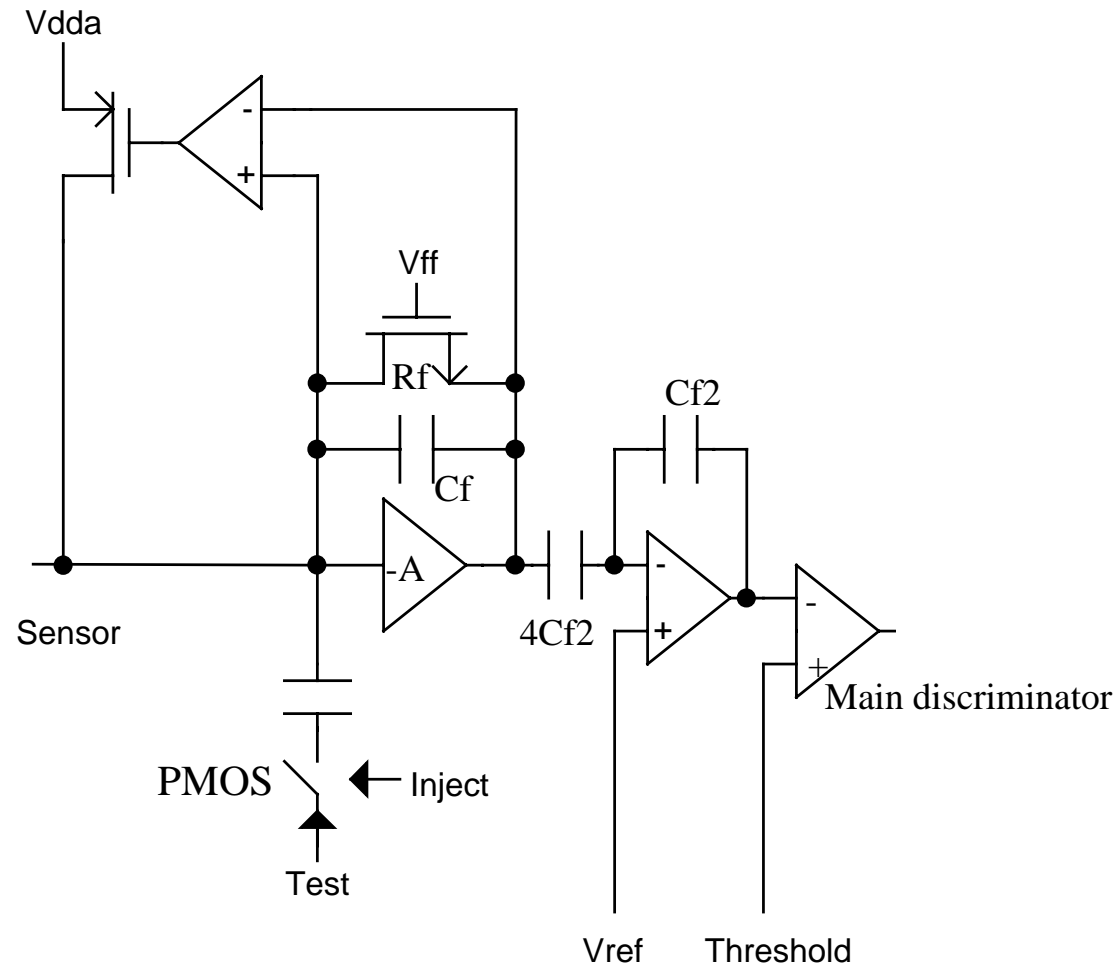 Vdda
-
+
Vff
Rf
Cf2
Cf
-A
-
-
Sensor
4Cf2
+
+
Main discriminator
PMOS
Inject
Test
Vref
Threshold